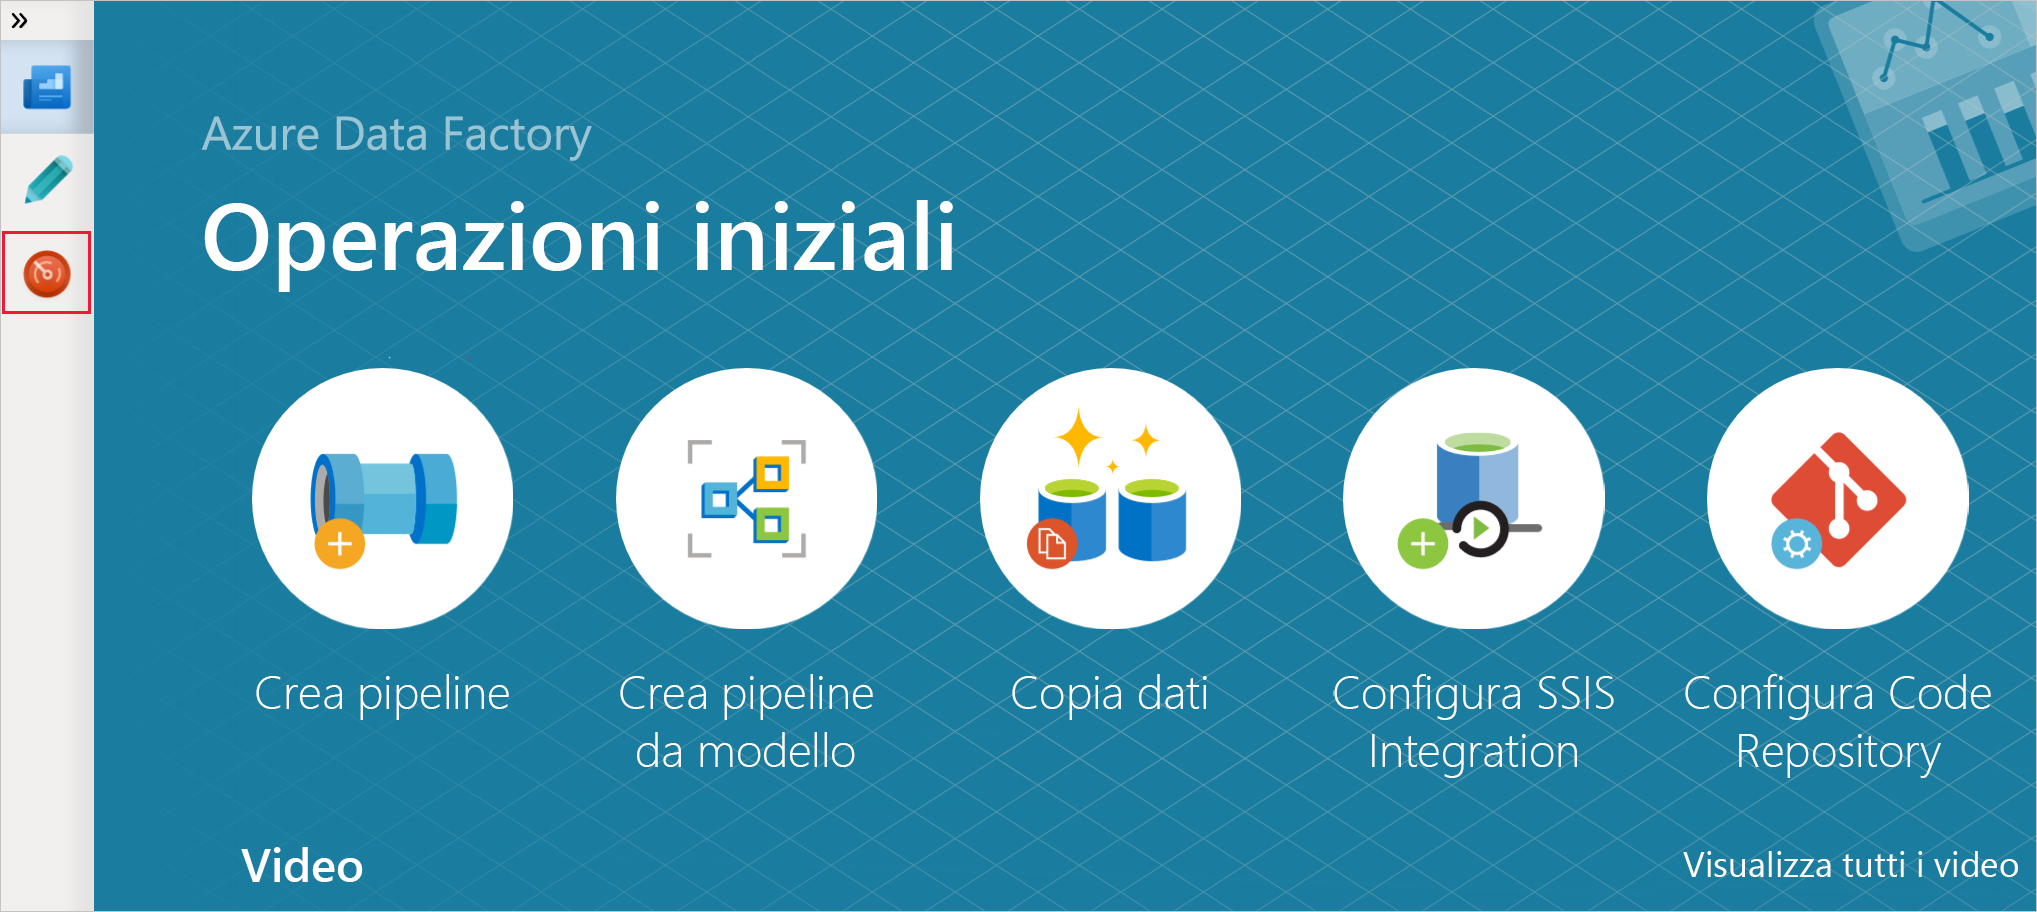 Azure Data Factory
Operazioni iniziali
Crea pipeline
Crea pipeline
da modello
Copia dati
Configura SSIS
Integration
Configura Code
Repository
Video
Visualizza tutti i video